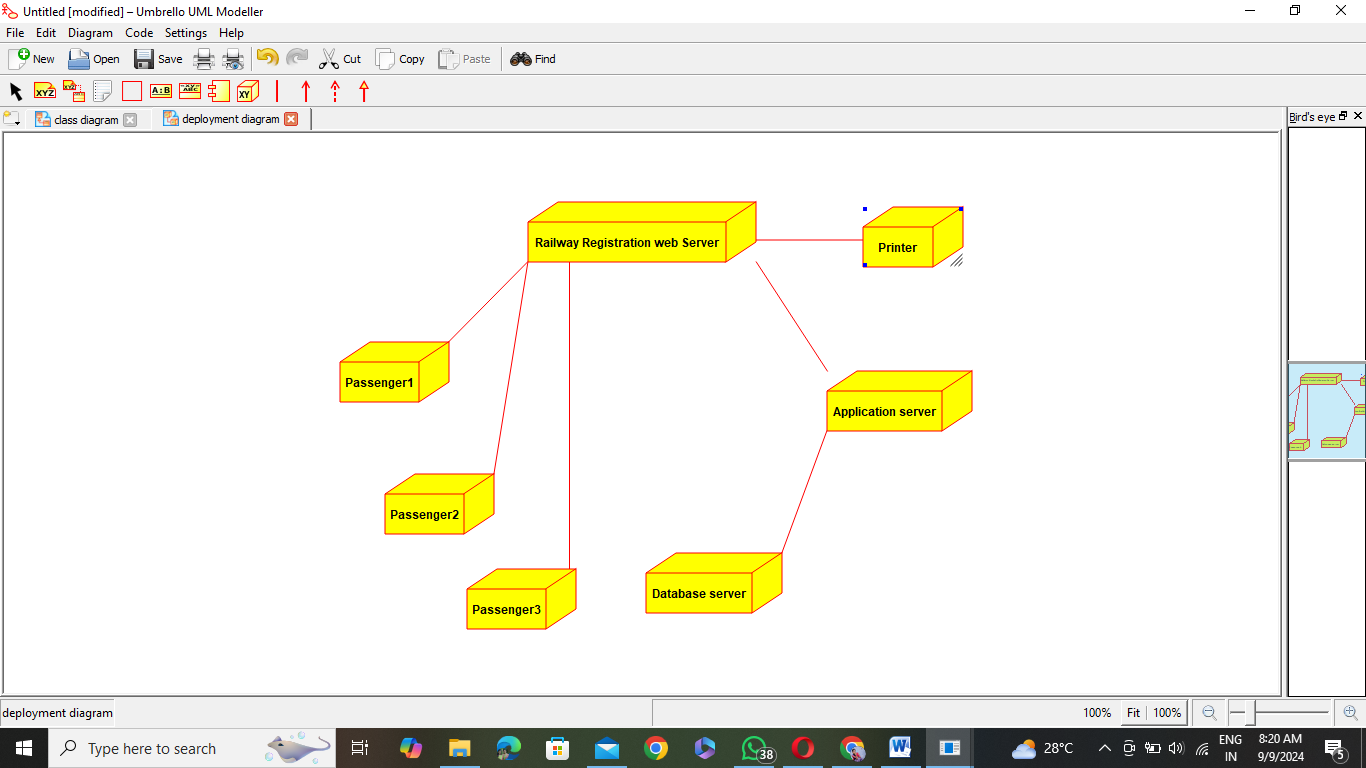 Untitled [modified] – Umbrello UML Modeller
File Edit Diagram Code Settings Help
New Open Save Cut Copy Paste Find
XYZ XYZ A:B ABC XY
class diagram deployment diagram Bird's eye
Railway Registration web Server
Printer
Passenger1
Application server
Passenger2
Database server
Passenger3
deployment diagram 100% Fit 100%
Type here to search 38 W 28°C ENG 8:20 AM
IN 9/9/2024 5